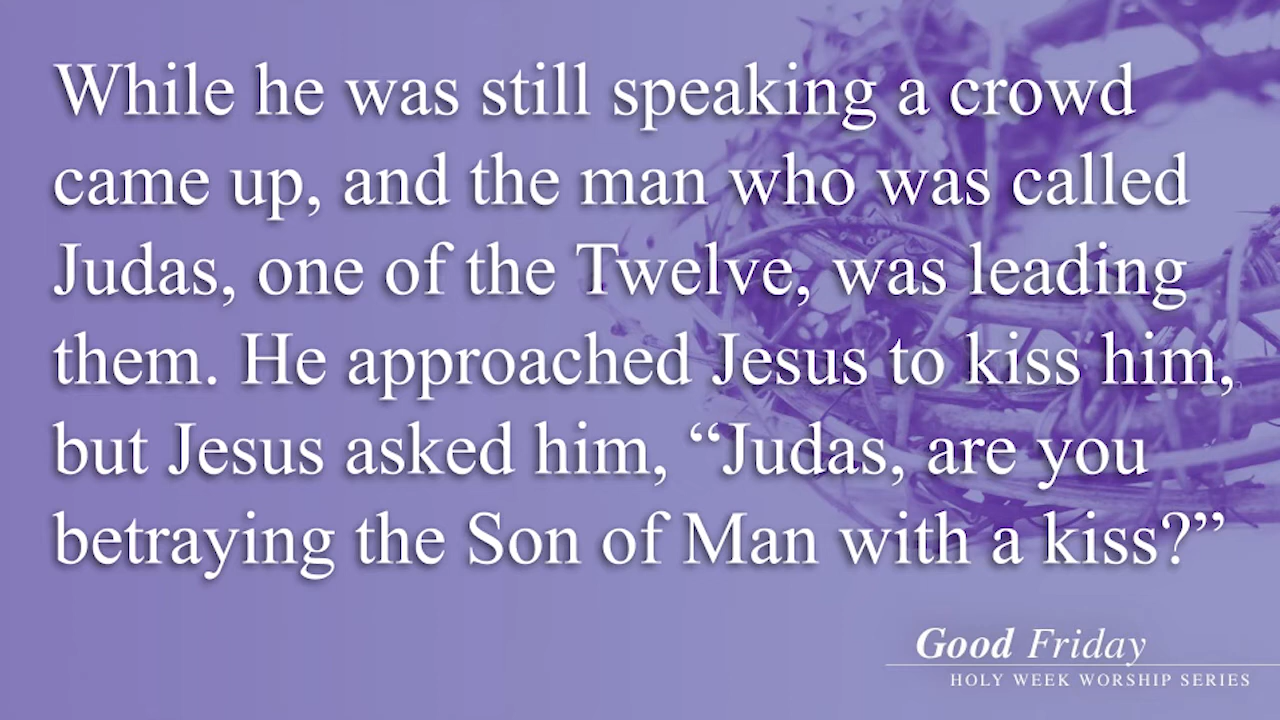 While he was still speaking a crowd
came up, and the man who was called
Judas, one of the Twelve, was leading
them. He approached Jesus to kiss him,
but Jesus asked him, “Judas, are you
betraying the Son of Man with a kiss?”
Good Friday
HOLY WEEK WORSHIP SERIES